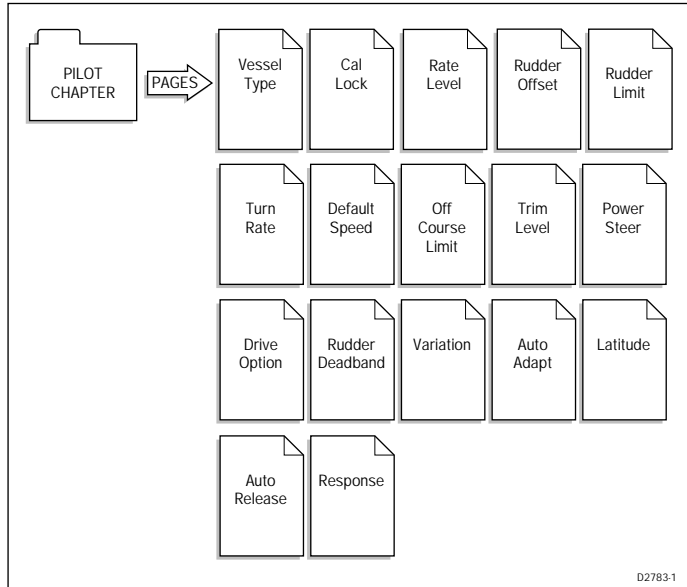 PILOT
CHAPTER
PAGES
Vessel
Type
Cal
Lock
Rate
Level
Rudder
Offset
Rudder
Limit
Turn
Rate
Default
Speed
Off
Course
Limit
Trim
Level
Power
Steer
Drive
Option
Rudder
Deadband
Variation
Auto
Adapt
Latitude
Auto
Release
Response
D2783-1